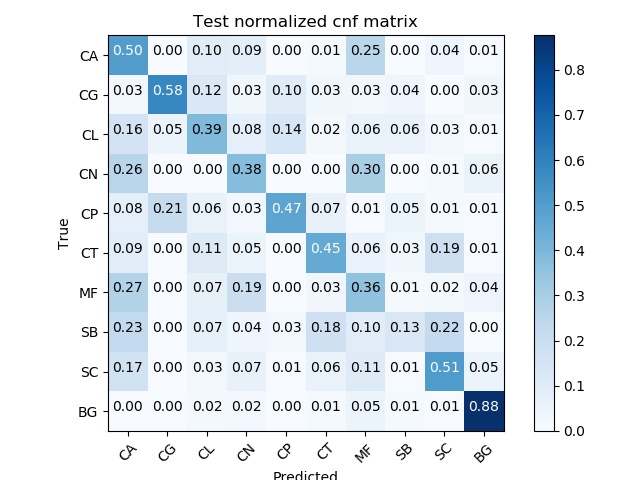 Test normalized cnf matrix
CA 0.50 0.00 0.10 0.09 0.00 0.01 0.25 0.00 0.04 0.01
CG 0.03 0.58 0.12 0.03 0.10 0.03 0.03 0.04 0.00 0.03
CL 0.16 0.05 0.39 0.08 0.14 0.02 0.06 0.06 0.03 0.01
CN 0.26 0.00 0.00 0.38 0.00 0.00 0.30 0.00 0.01 0.06
CP 0.08 0.21 0.06 0.03 0.47 0.07 0.01 0.05 0.01 0.01
CT 0.09 0.00 0.11 0.05 0.00 0.45 0.06 0.03 0.19 0.01
MF 0.27 0.00 0.07 0.19 0.00 0.03 0.36 0.01 0.02 0.04
SB 0.23 0.00 0.07 0.04 0.03 0.18 0.10 0.13 0.22 0.00
SC 0.17 0.00 0.03 0.07 0.01 0.06 0.11 0.01 0.51 0.05
BG 0.00 0.00 0.02 0.02 0.00 0.01 0.05 0.01 0.01 0.88
True
CA CG CL CN CP CT MF SB SC BG
Predicted
0.8
0.7
0.6
0.5
0.4
0.3
0.2
0.1
0.0